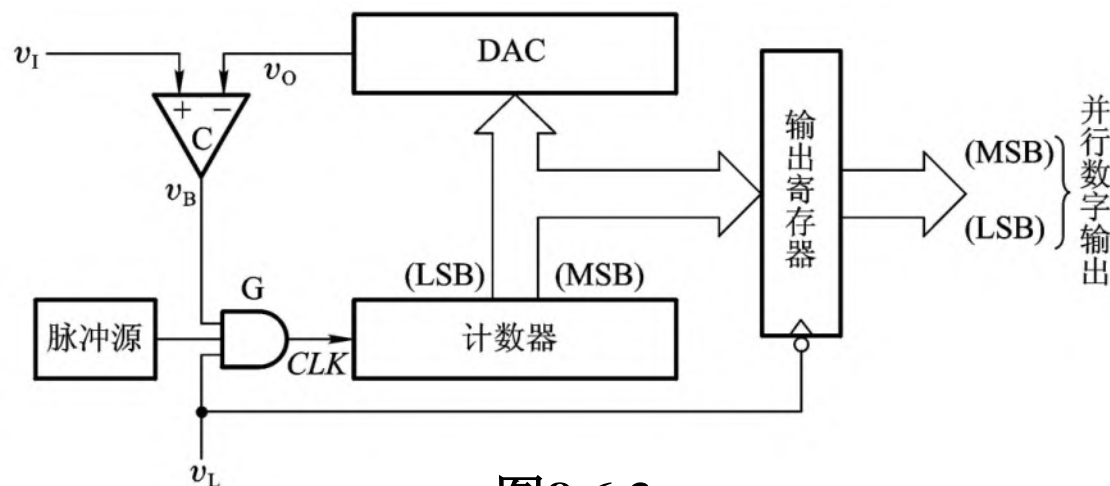 DAC
v_I
v_O
+ −
C
v_B
输出寄存器
(MSB)
(LSB)
并行数字输出
(LSB)
(MSB)
G
脉冲源
CLK
计数器
v_L